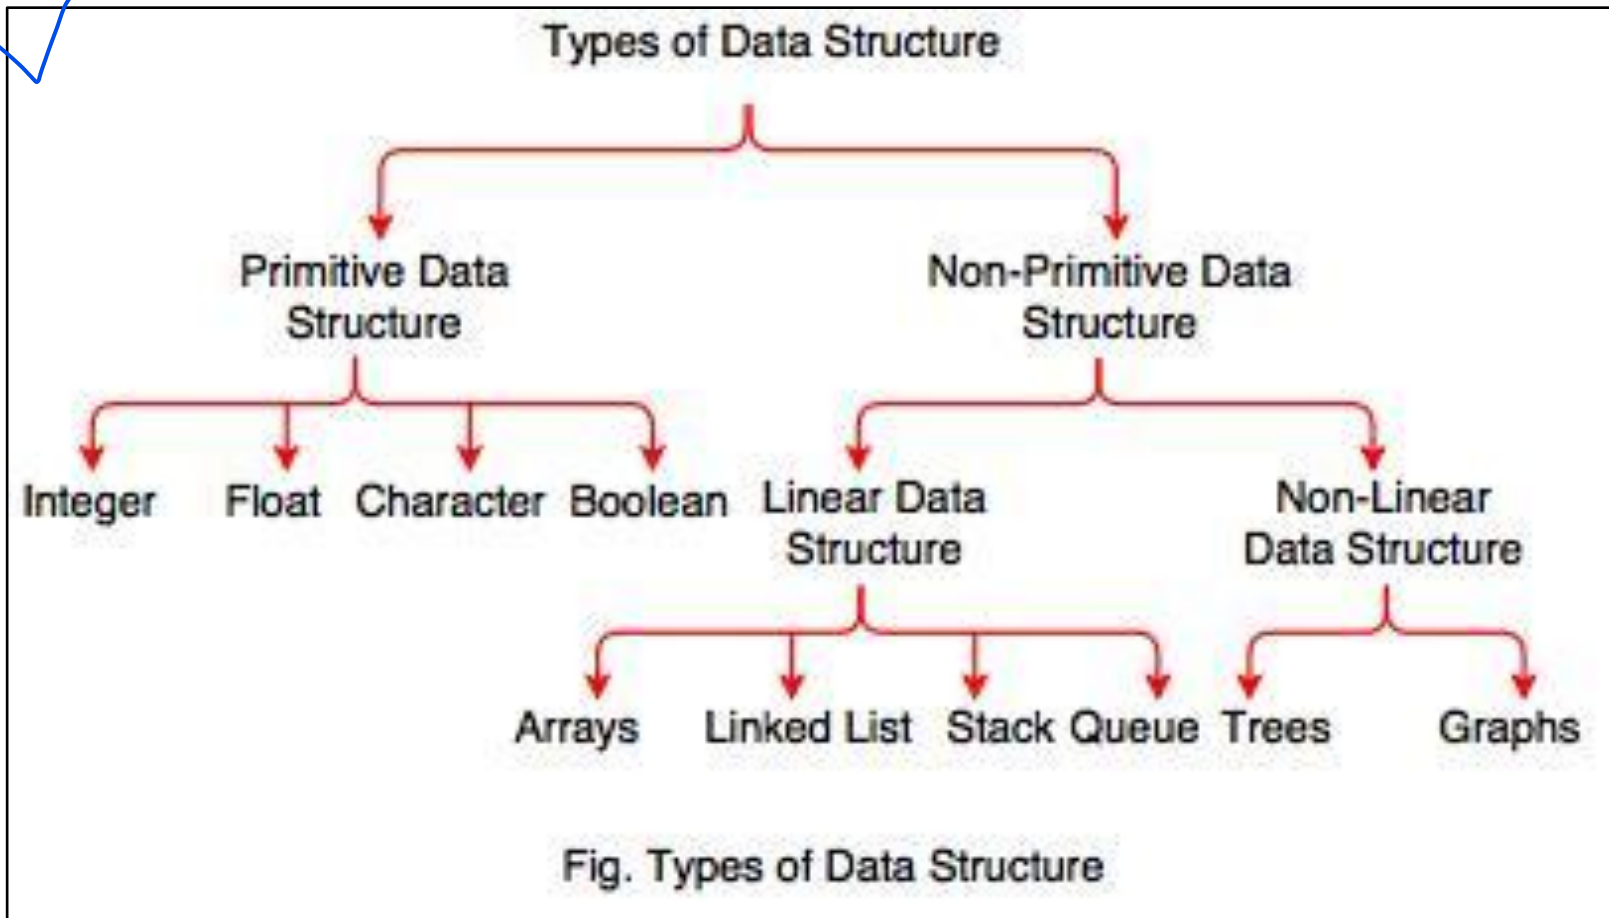 Types of Data Structure
Primitive Data
Structure
Non-Primitive Data
Structure
Integer
Float
Character
Boolean
Linear Data
Structure
Non-Linear
Data Structure
Arrays
Linked List
Stack
Queue
Trees
Graphs
Fig. Types of Data Structure